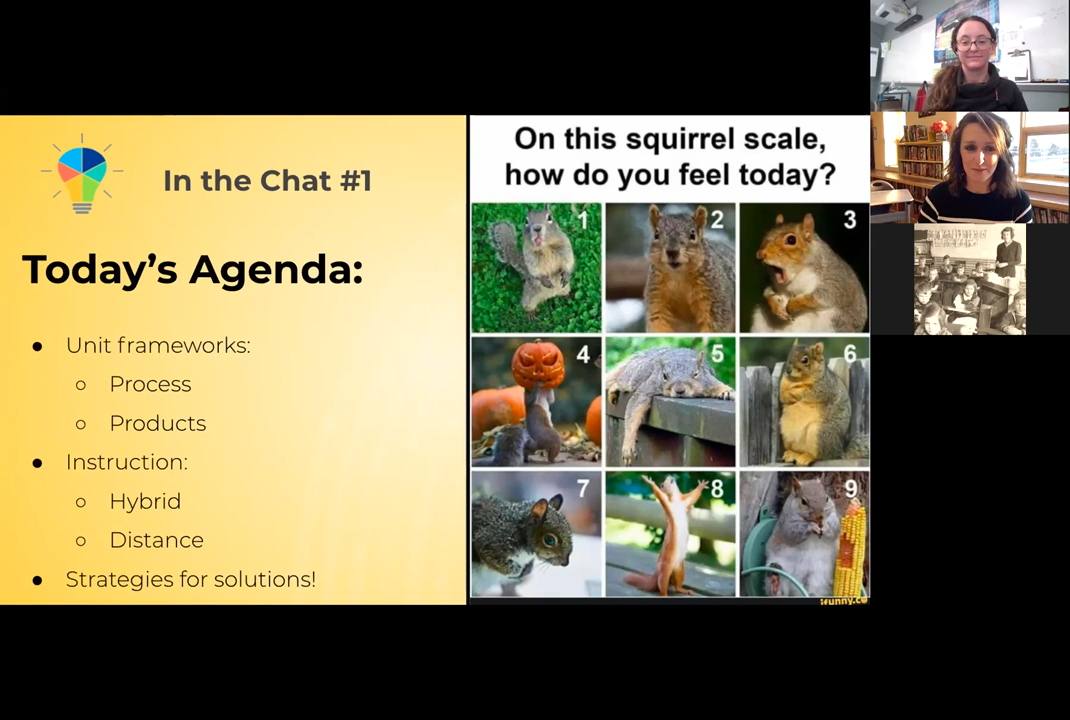 In the Chat #1
Today's Agenda:
● Unit frameworks:
○ Process
○ Products
● Instruction:
○ Hybrid
○ Distance
● Strategies for solutions!
On this squirrel scale,
how do you feel today?
1
2
3
4
5
6
7
8
9
ifunny.co